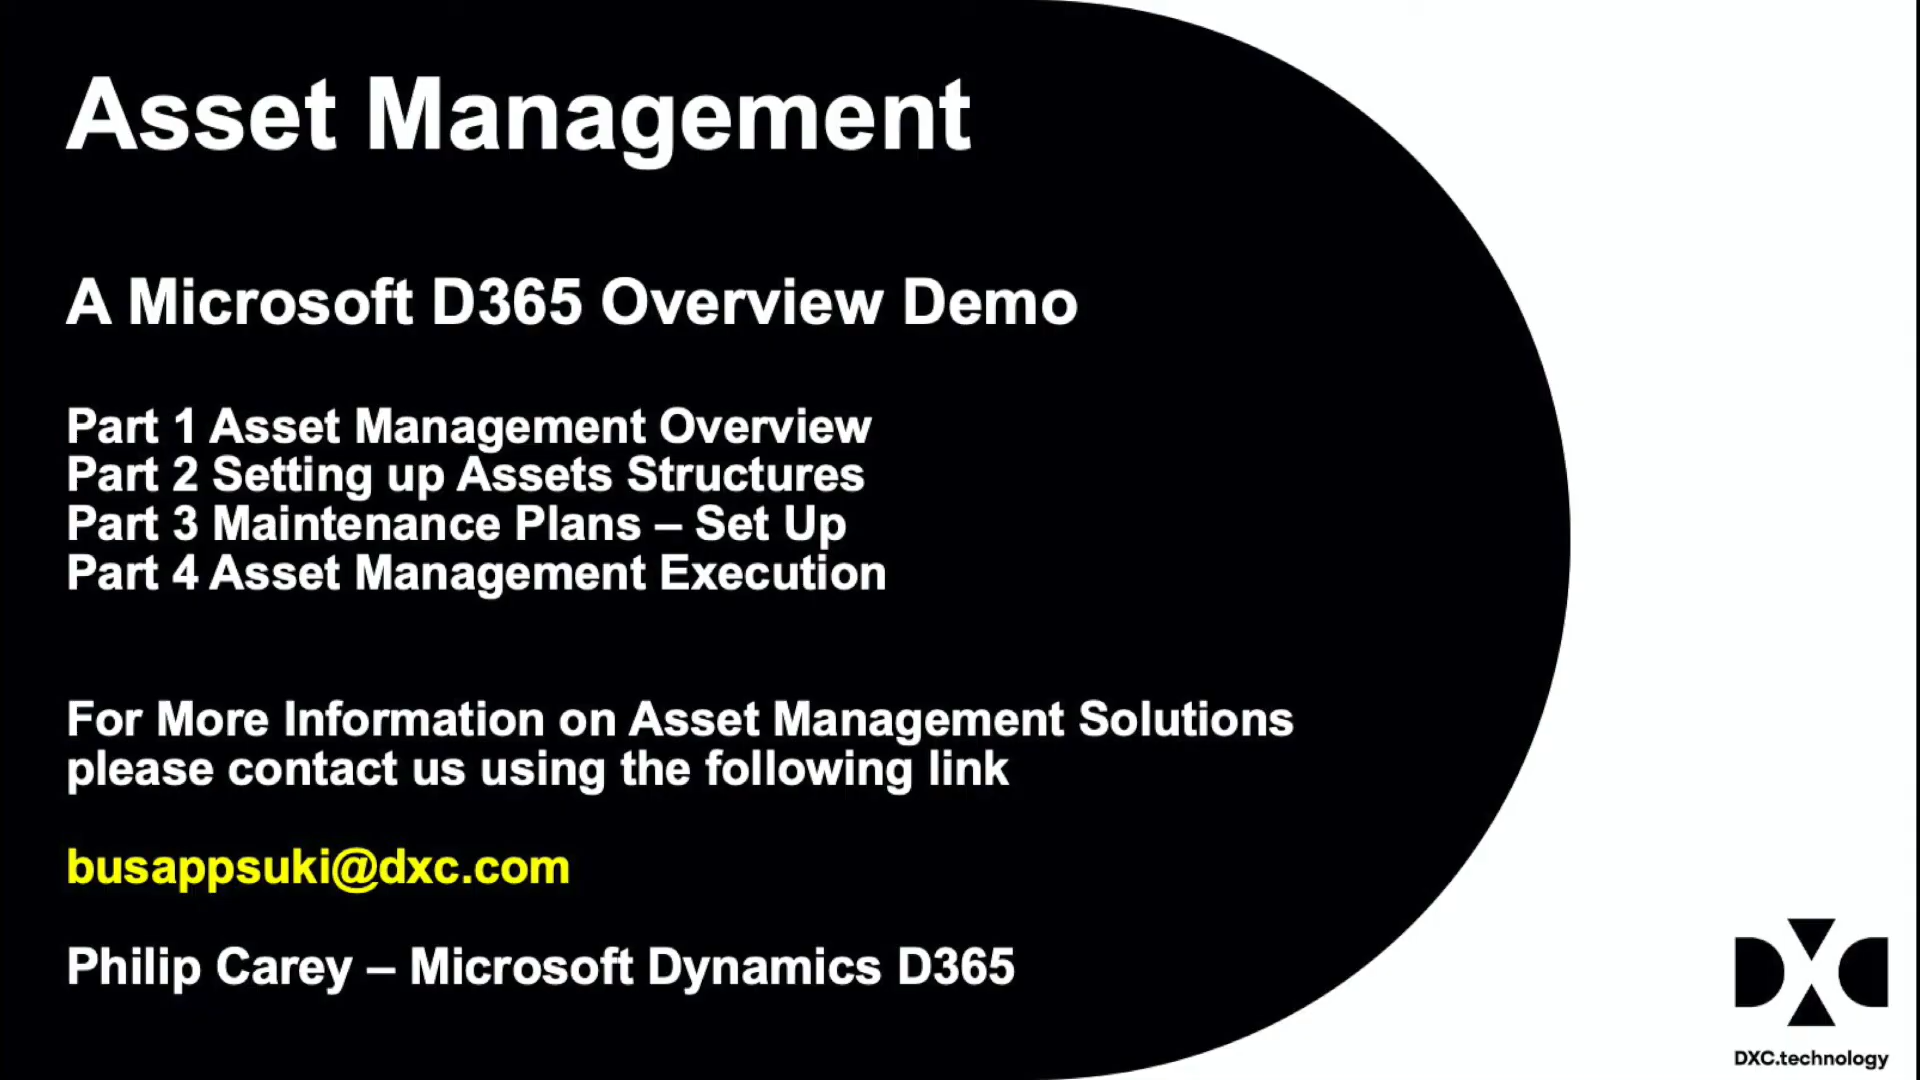 Asset Management
A Microsoft D365 Overview Demo
Part 1 Asset Management Overview
Part 2 Setting up Assets Structures
Part 3 Maintenance Plans – Set Up
Part 4 Asset Management Execution
For More Information on Asset Management Solutions
please contact us using the following link
busappsuki@dxc.com
Philip Carey – Microsoft Dynamics D365
DXC
DXC.technology